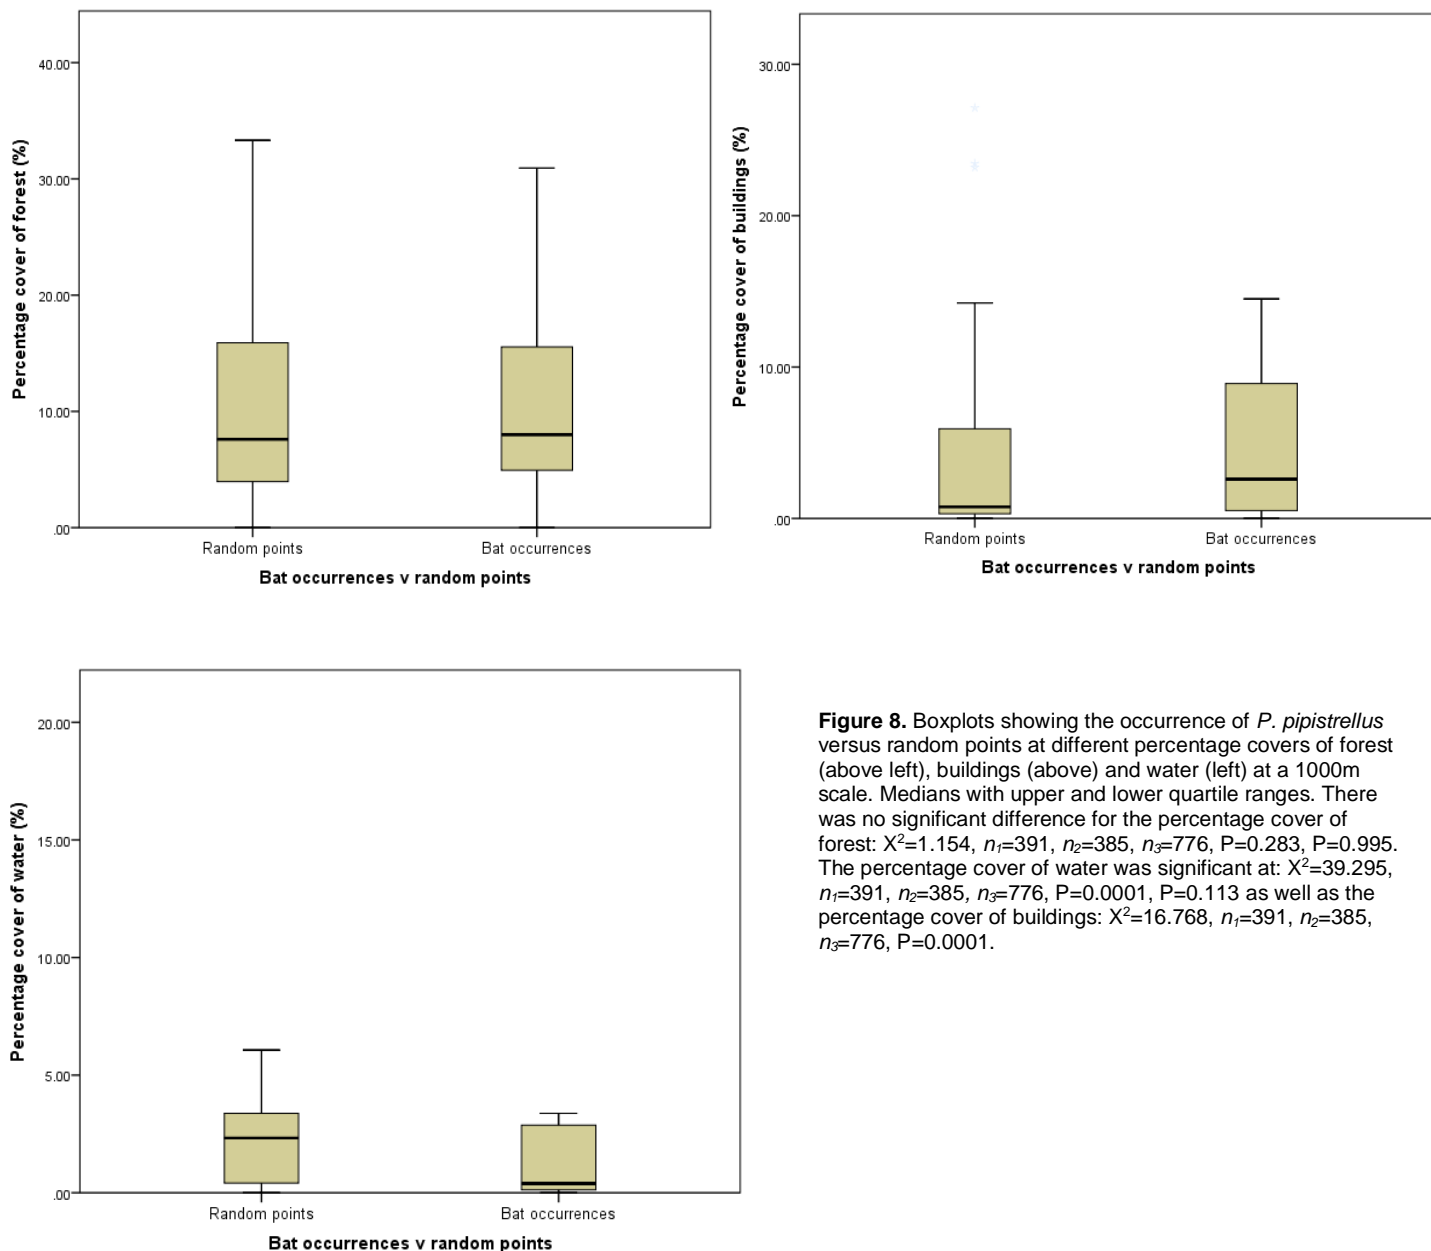 40.00
30.00
20.00
10.00
.00
Percentage cover of forest (%)
Random points
Bat occurrences
Bat occurrences v random points
30.00
20.00
10.00
.00
Percentage cover of buildings (%)
Random points
Bat occurrences
Bat occurrences v random points
20.00
15.00
10.00
5.00
.00
Percentage cover of water (%)
Random points
Bat occurrences
Bat occurrences v random points
Figure 8. Boxplots showing the occurrence of P. pipistrellus
versus random points at different percentage covers of forest
(above left), buildings (above) and water (left) at a 1000m
scale. Medians with upper and lower quartile ranges. There
was no significant difference for the percentage cover of
forest: X²=1.154, n₁=391, n₂=385, n₃=776, P=0.283, P=0.995.
The percentage cover of water was significant at: X²=39.295,
n₁=391, n₂=385, n₃=776, P=0.0001, P=0.113 as well as the
percentage cover of buildings: X²=16.768, n₁=391, n₂=385,
n₃=776, P=0.0001.